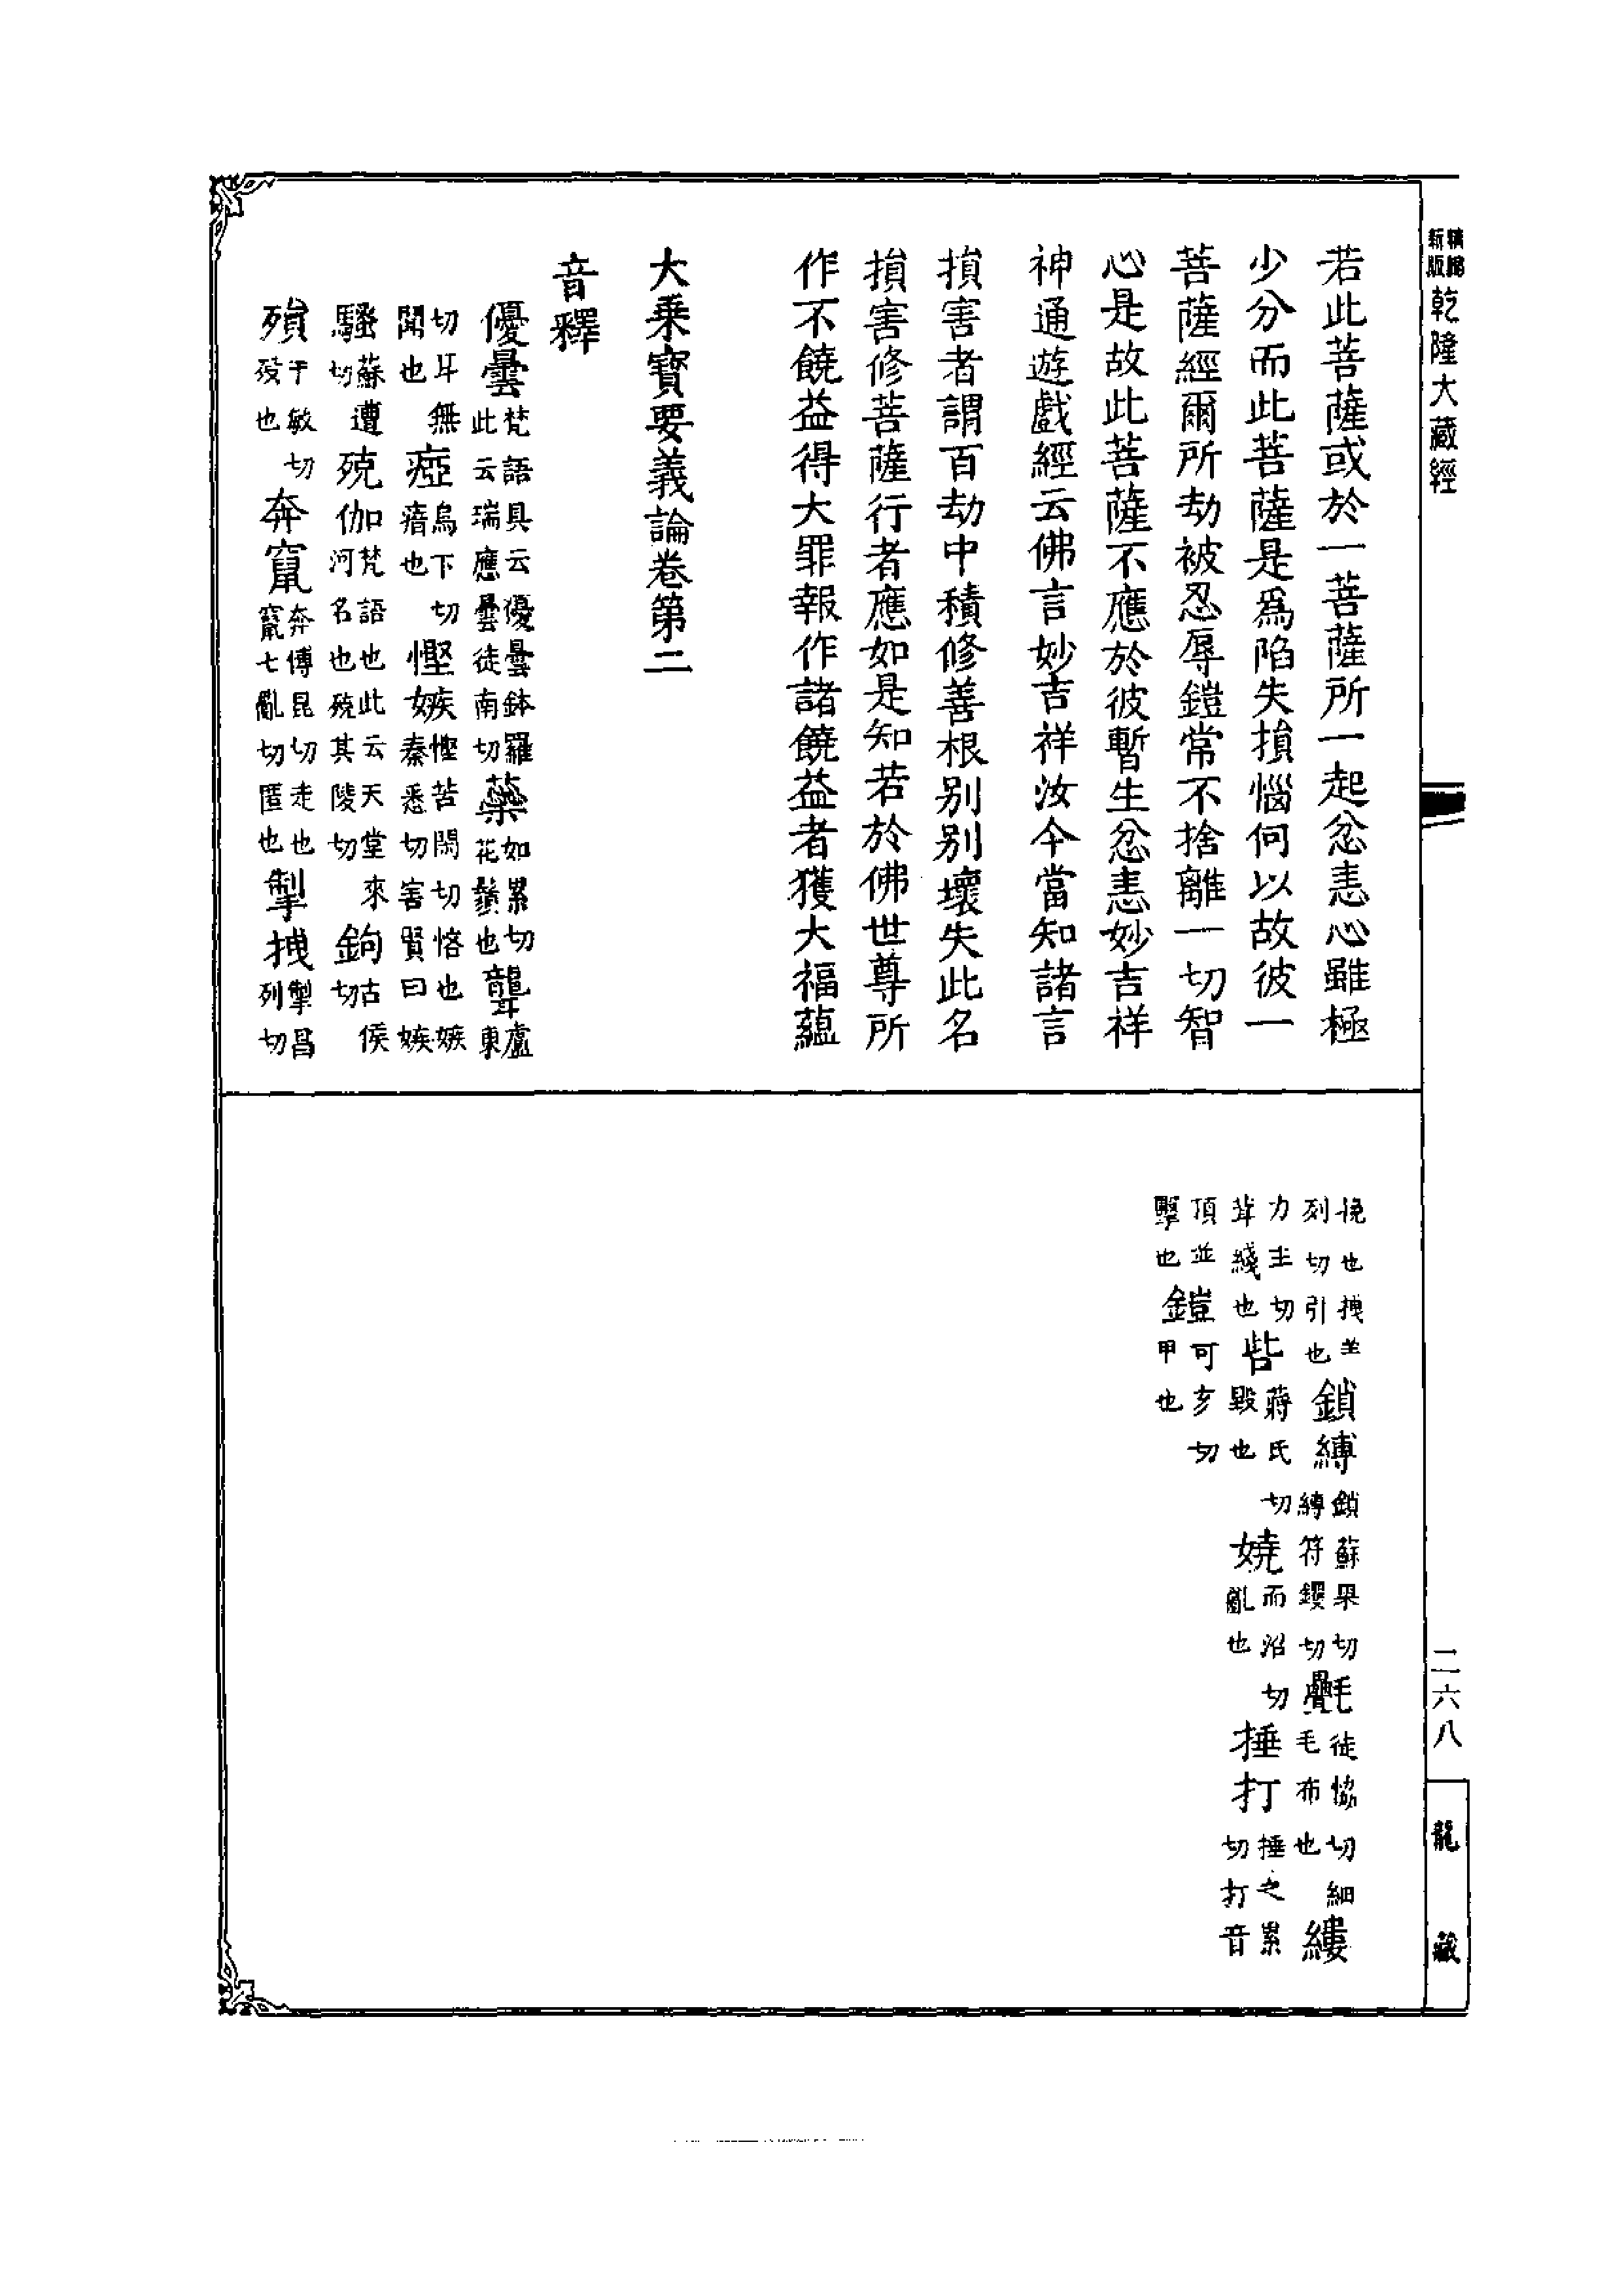 新版精縮乾隆大藏經
若此菩薩或於一菩薩所一起忿恚心雖極
少分而此菩薩是爲陷失損惱何以故彼一
菩薩經爾所劫被忍辱鎧常不捨離一切智
心是故此菩薩不應於彼暫生忿恚妙吉祥
神通遊戲經云佛言妙吉祥汝今當知諸言
損害者謂百劫中積修善根別別壞失此名
損害修菩薩行者應如是知若於佛世尊所
作不饒益得大罪報作諸饒益者獲大福蘊
大乗寶要義論卷第二
音釋
優曇梵語具云優曇鉢羅此云瑞應曇徒南切蘂如累切花鬚也聾盧東
切耳無聞也瘂烏下切瘖也慳嫉慳苦閑切悋也嫉秦悉切害賢曰嫉
騷蘇遭切殑伽梵語也此云天堂來河名也殑其陵切鉤古侯切
殞于敏切歿也奔竄奔博昆切走也竄七亂切匿也掣拽掣昌列切
挽也拽羊列切引也鎖縛鎖蘇果切縛符钁切㲲徒協切細毛布也縷
力主切茸綫也呰蔣氏切毀也嬈而沼切亂也捶打捶之累切打音
頂並擊也鎧可亥切甲也
二六八
龍藏